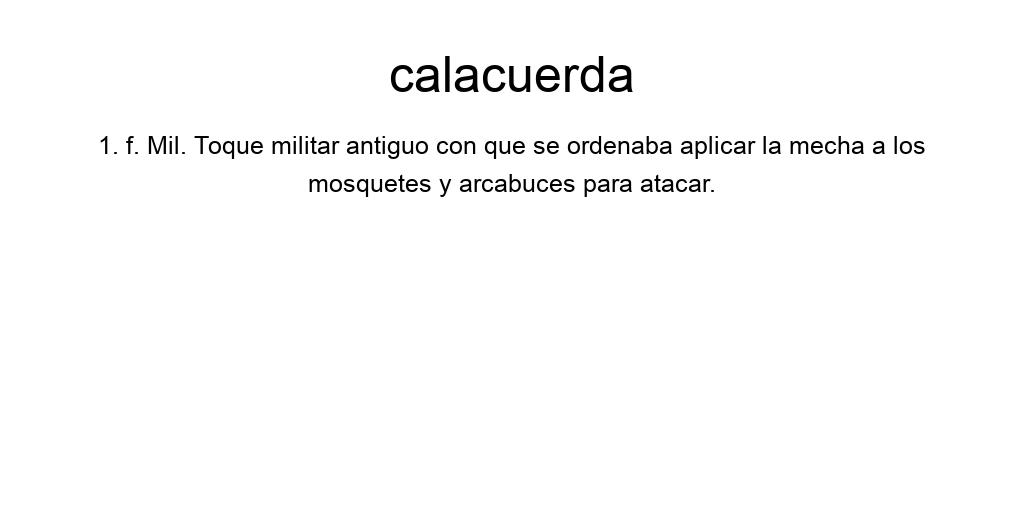 calacuerda
1. f. Mil. Toque militar antiguo con que se ordenaba aplicar la mecha a los
mosquetes y arcabuces para atacar.